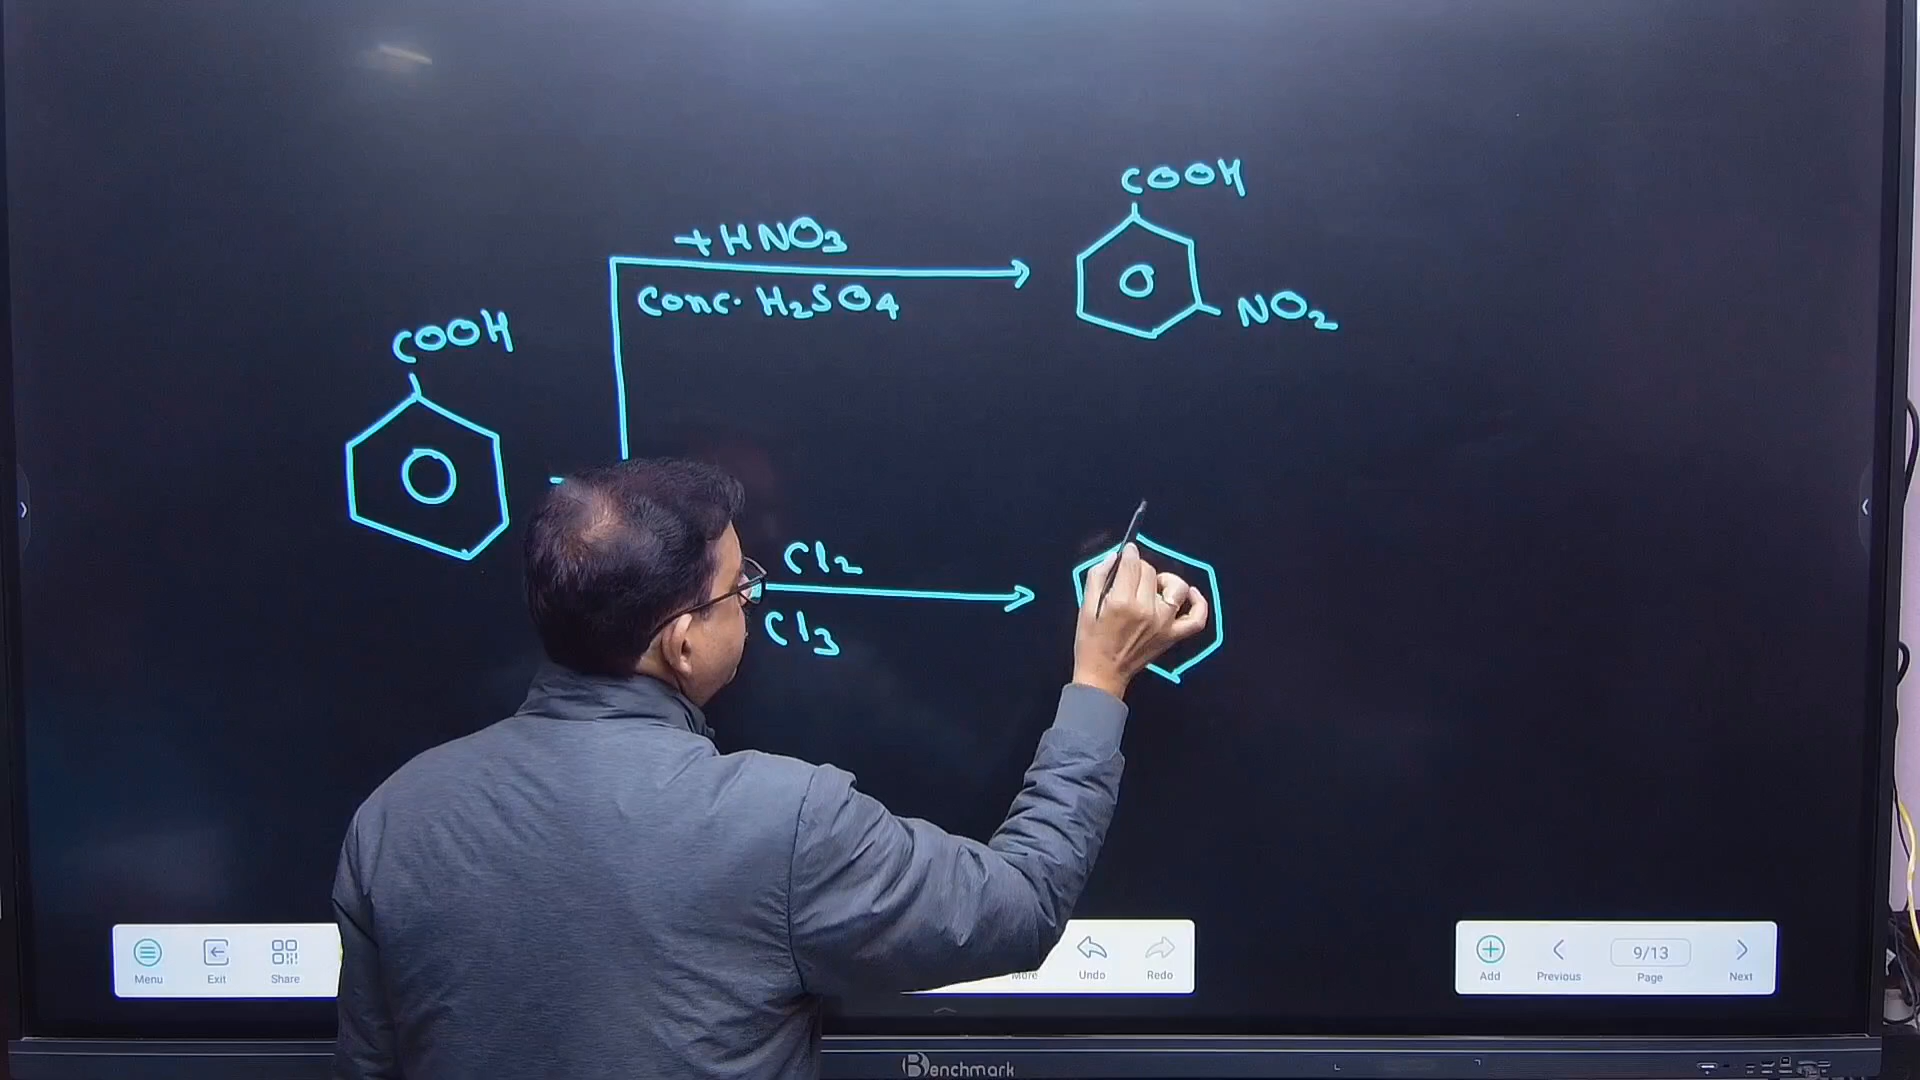 COOH
+HNO3
COOH
Conc. H2SO4
NO2
Cl2
Cl3
Menu
Exit
Share
More
Undo
Redo
Add
Previous
9/13
Page
Next
Benchmark